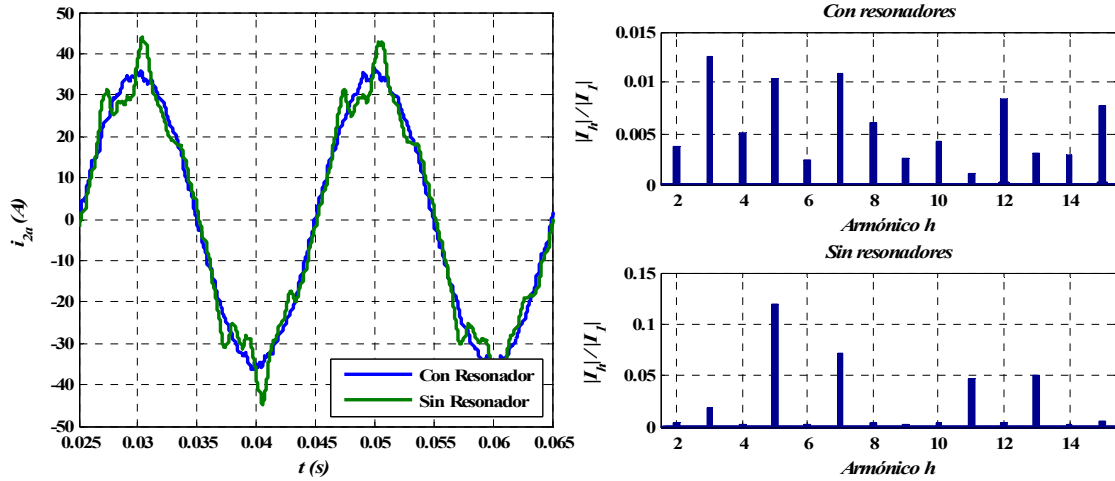 50
40
30
20
10
0
-10
-20
-30
-40
-50
i2a (A)
0.025 0.03 0.035 0.04 0.045 0.05 0.055 0.06 0.065
t (s)
Con Resonador
Sin Resonador
Con resonadores
0.015
0.01
0.005
0
|Ih|/|I1|
2 4 6 8 10 12 14
Armónico h
Sin resonadores
0.15
0.1
0.05
0
|Ih|/|I1|
2 4 6 8 10 12 14
Armónico h